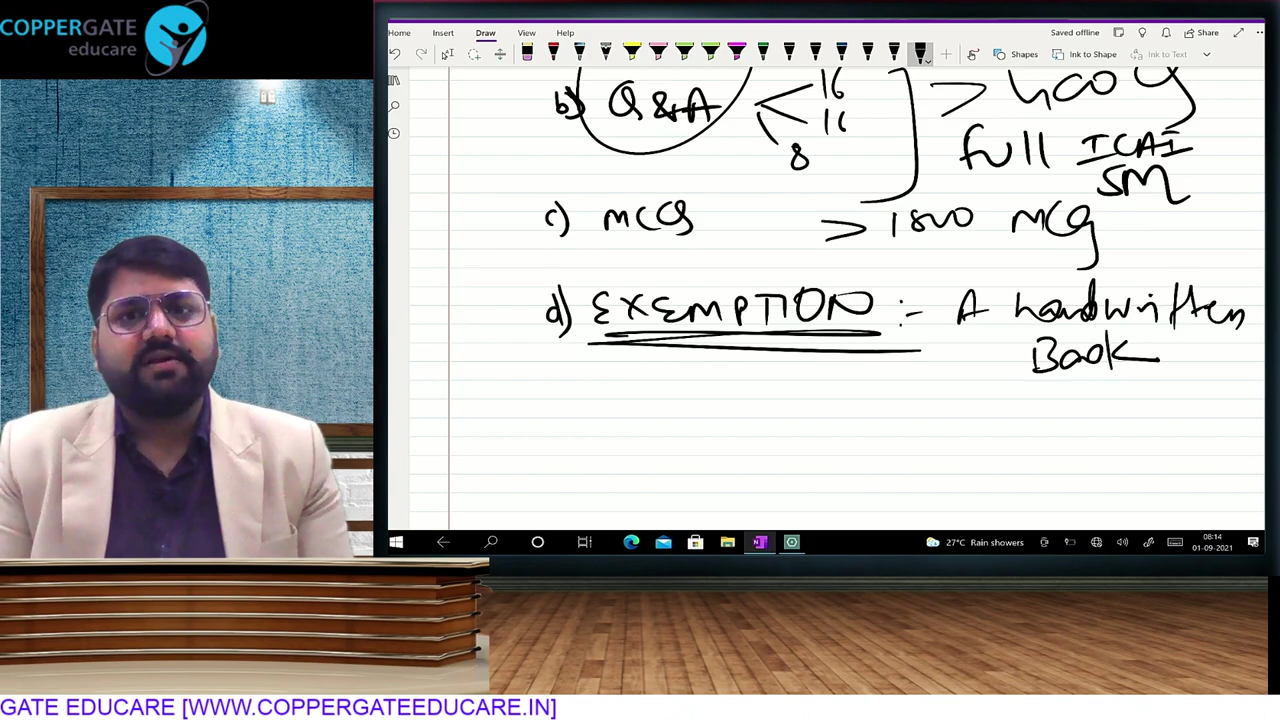 COPPERGATE
educare
Home Insert Draw View Help
Saved offline
Share
Shapes
Ink to Shape
Ink to Text
b) Q&A
16
16
8
> 400 Q
full ICAI
SM
c) MCQ > 1800 MCQ
d) EXEMPTION :- A handwritten
Book
27°C Rain showers
08:14
01-09-2021
GATE EDUCARE [WWW.COPPERGATEEDUCARE.IN]